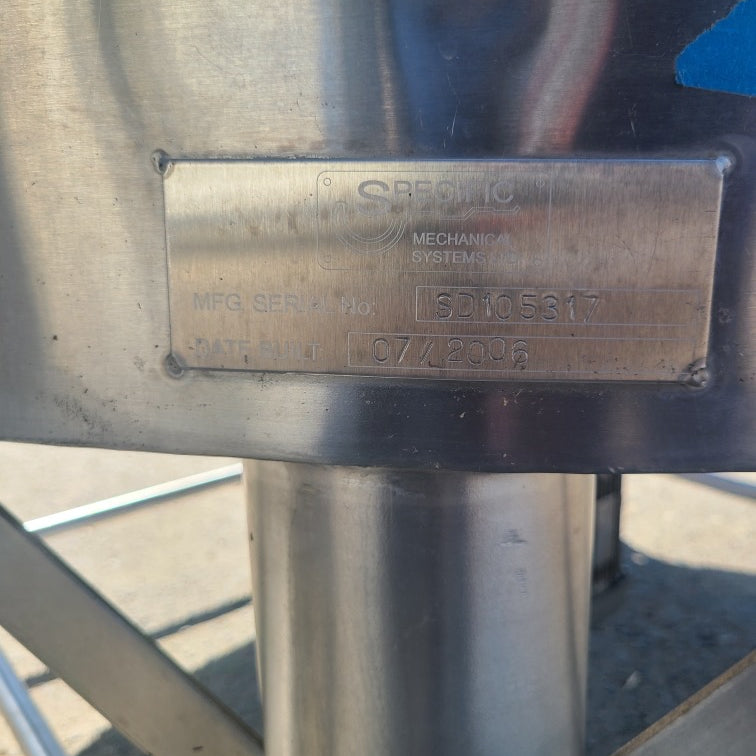 SPECIFIC
MECHANICAL
SYSTEMS
MFG. SERIAL No: SD105317
DATE BUILT 07/2006